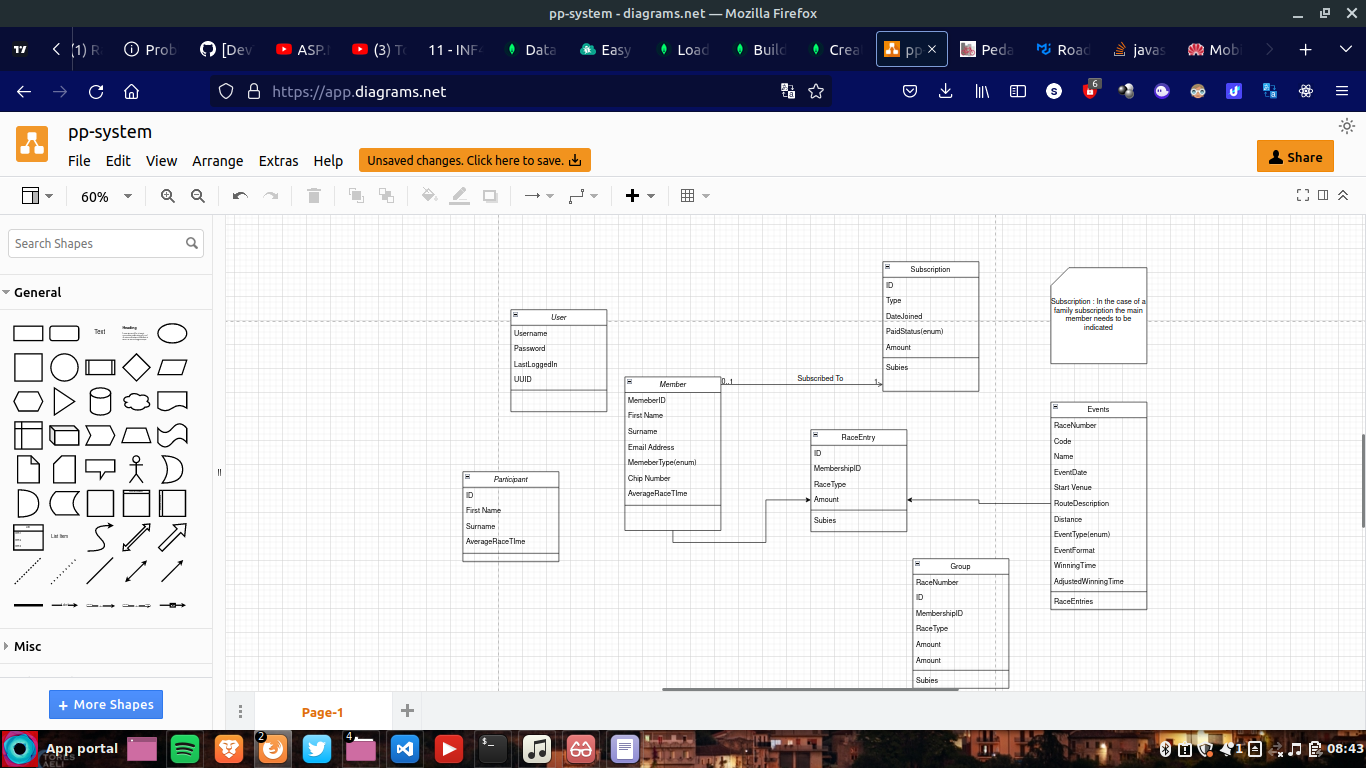 pp-system - diagrams.net — Mozilla Firefox
(1) R
Prob
[Dev
ASP.
(3) T
11 - INF
Data
Easy
Load
Build
Crea
pp
Peda
Road
javas
Mobi
https://app.diagrams.net
6
pp-system
File Edit View Arrange Extras Help
Unsaved changes. Click here to save.
Share
60%
Search Shapes
General
Text
Heading
List Item
Misc
+ More Shapes
User
Username
Password
LastLoggedIn
UUID
Participant
ID
First Name
Surname
AverageRaceTIme
Member
MemeberID
First Name
Surname
Email Address
MemeberType(enum)
Chip Number
AverageRaceTIme
0..1
Subscribed To
1
Subscription
ID
Type
DateJoined
PaidStatus(enum)
Amount
Subies
RaceEntry
ID
MembershipID
RaceType
Amount
Subies
Group
RaceNumber
ID
MembershipID
RaceType
Amount
Amount
Subies
Subscription : In the case of a
family subscription the main
member needs to be
indicated
Events
RaceNumber
Code
Name
EventDate
Start Venue
RouteDescription
Distance
EventType(enum)
EventFormat
WinningTime
AdjustedWinningTime
RaceEntries
Page-1
App portal
2
4
1
08:43